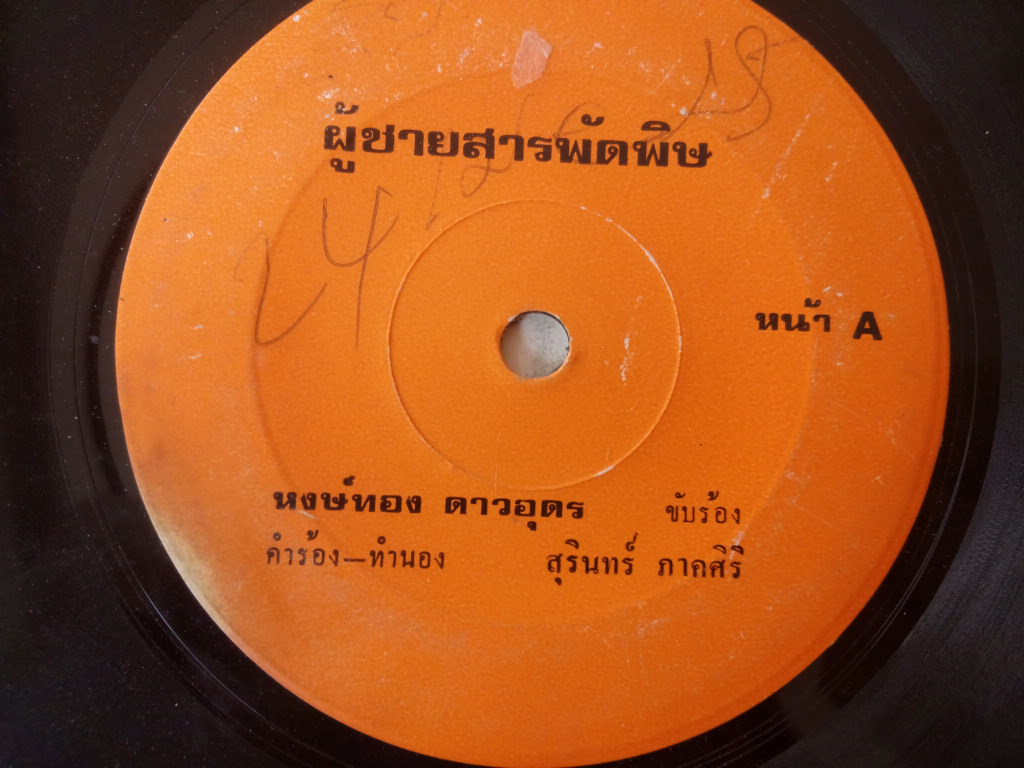 ผู้ชายสารพัดพิษ
หน้า A
หงษ์ทอง ดาวอุดร ขับร้อง
คำร้อง—ทำนอง สุรินทร์ ภาคศิริ